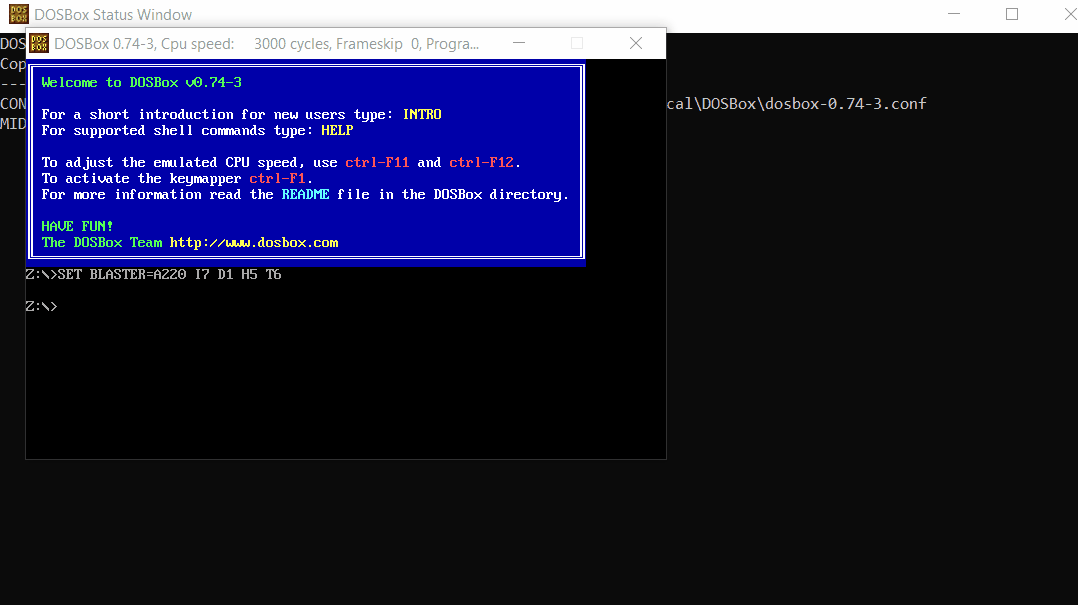 DOSBox Status Window
DOSBox 0.74-3, Cpu speed: 3000 cycles, Frameskip 0, Progra...
DOS
Cop
---
CON
cal\DOSBox\dosbox-0.74-3.conf
MID
Welcome to DOSBox v0.74-3
For a short introduction for new users type: INTRO
For supported shell commands type: HELP
To adjust the emulated CPU speed, use ctrl-F11 and ctrl-F12.
To activate the keymapper ctrl-F1.
For more information read the README file in the DOSBox directory.
HAVE FUN!
The DOSBox Team http://www.dosbox.com
Z:\>SET BLASTER=A220 I7 D1 H5 T6
Z:\>